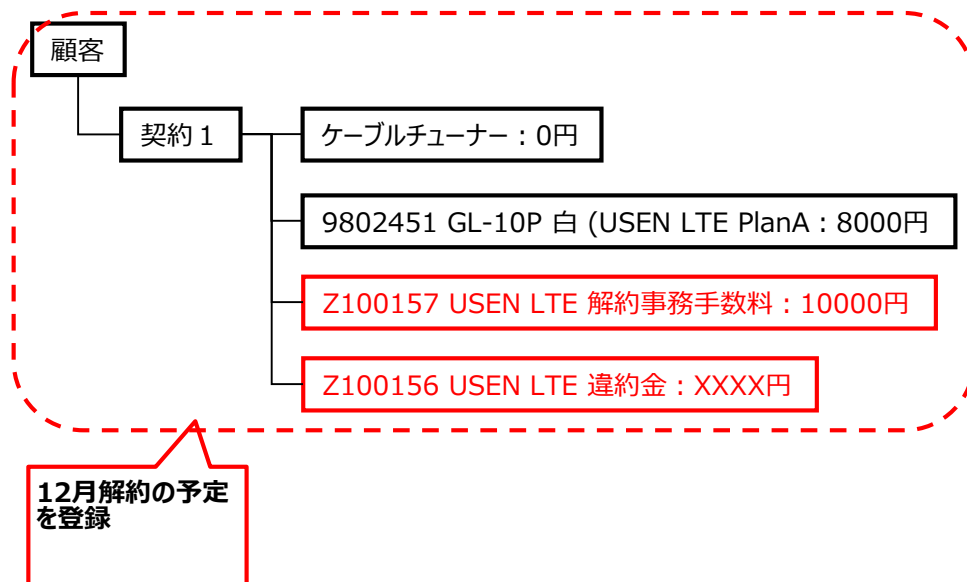 顧客
契約1
ケーブルチューナー：0円
9802451 GL-10P 白 (USEN LTE PlanA：8000円
Z100157 USEN LTE 解約事務手数料：10000円
Z100156 USEN LTE 違約金：XXXX円
12月解約の予定
を登録